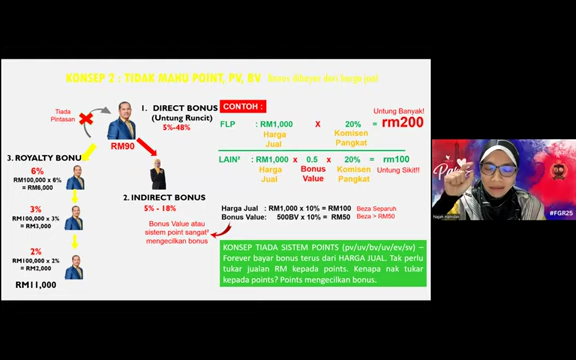 KONSEP 2 : TIDAK MAHU POINT, PV, BV Bonus dibayar dari harga jual
Tiada
Pintasan
RM90
1. DIRECT BONUS
(Untung Runcit)
5%-48%
CONTOH :
Untung Banyak!
FLP : RM1,000 X 20% = rm200
Harga
Jual
Komisen
Pangkat
LAIN² : RM1,000 x 0.5 x 20% = rm100
Harga
Jual
Bonus
Value
Komisen
Pangkat
Untung Sikit!!
3. ROYALTY BONU
6%
RM100,000 x 6%
= RM6,000
3%
RM100,000 x 3%
= RM3,000
2%
RM100,000 x 2%
= RM2,000
RM11,000
2. INDIRECT BONUS
5% - 18%
Bonus Value atau
sistem point sangat²
mengecilkan bonus
Harga Jual : RM1,000 x 10% = RM100 Beza Separuh
Bonus Value: 500BV x 10% = RM50 Beza > RM50
KONSEP TIADA SISTEM POINTS (pv/uv/bv/uv/ev/sv) –
Forever bayar bonus terus dari HARGA JUAL. Tak perlu
tukar jualan RM kepada points. Kenapa nak tukar
kepada points? Points mengecilkan bonus.
#FGR25